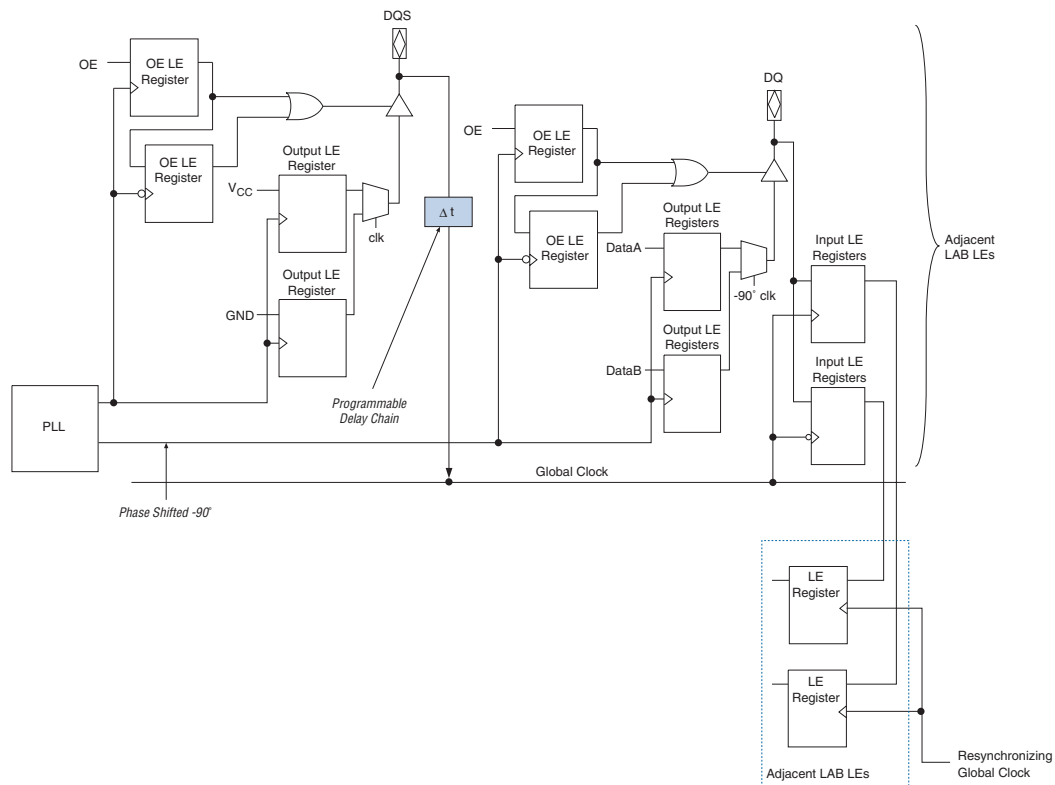 DQS
OE
OE LE
Register
OE LE
Register
Output LE
Register
VCC
clk
Δ t
Output LE
Register
GND
Programmable
Delay Chain
PLL
Phase Shifted -90°
DQ
OE
OE LE
Register
OE LE
Register
Output LE
Registers
DataA
-90° clk
Output LE
Registers
DataB
Input LE
Registers
Input LE
Registers
Adjacent
LAB LEs
Global Clock
LE
Register
LE
Register
Adjacent LAB LEs
Resynchronizing
Global Clock